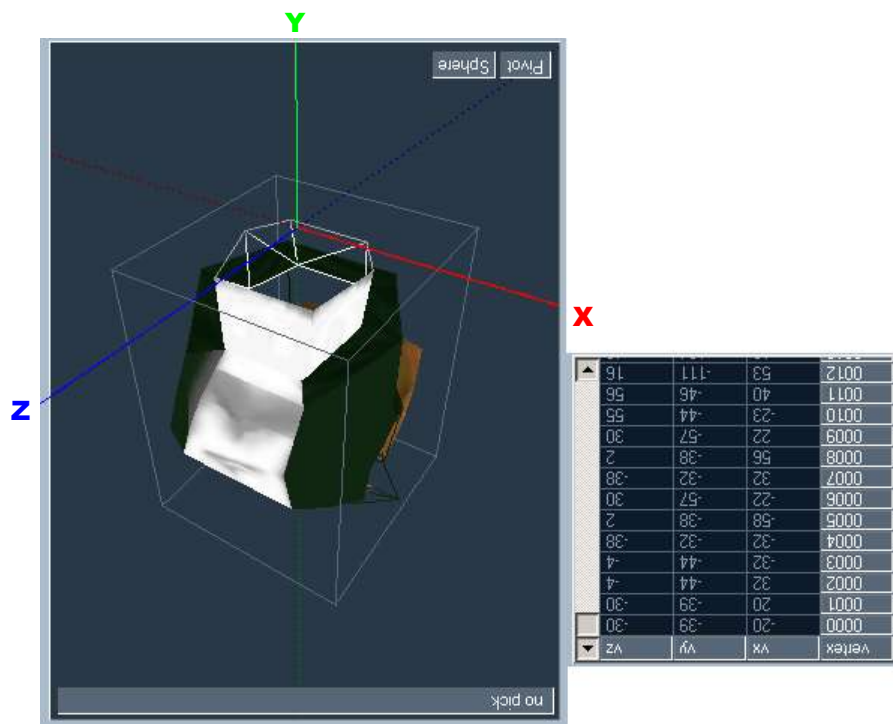 Y
X
Z
no pick
Pivot Sphere
vertex vx vy vz
0000 -20 -39 -30
0001 20 -39 -30
0002 32 -44 -4
0003 -32 -44 -4
0004 -32 -32 -38
0005 -58 -38 2
0006 -22 -57 30
0007 32 -32 -38
0008 56 -38 2
0009 22 -57 30
0010 -23 -44 55
0011 40 -46 56
0012 53 -111 16